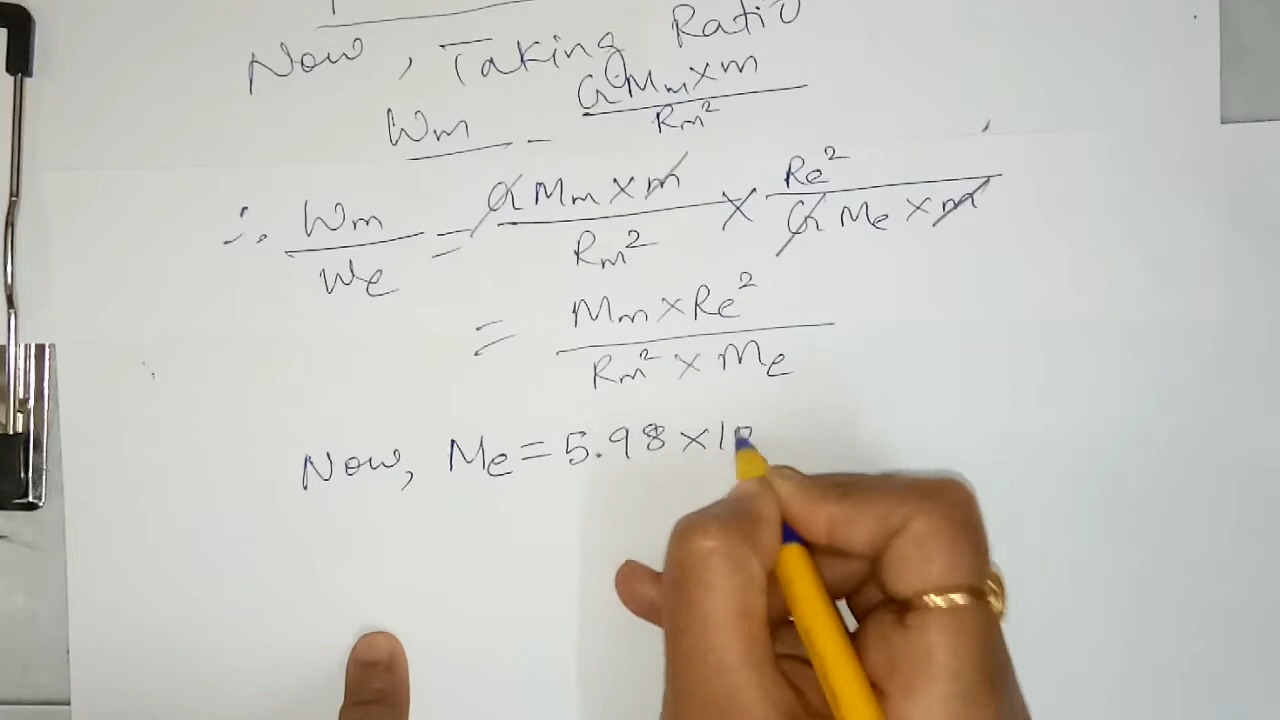 Now, Taking Ratio
Wm = GMm×m / Rm²
∴ Wm/We = GMm×m / Rm² × Re² / GMe×m
= Mm×Re² / Rm²×Me
Now, Me = 5.98×10